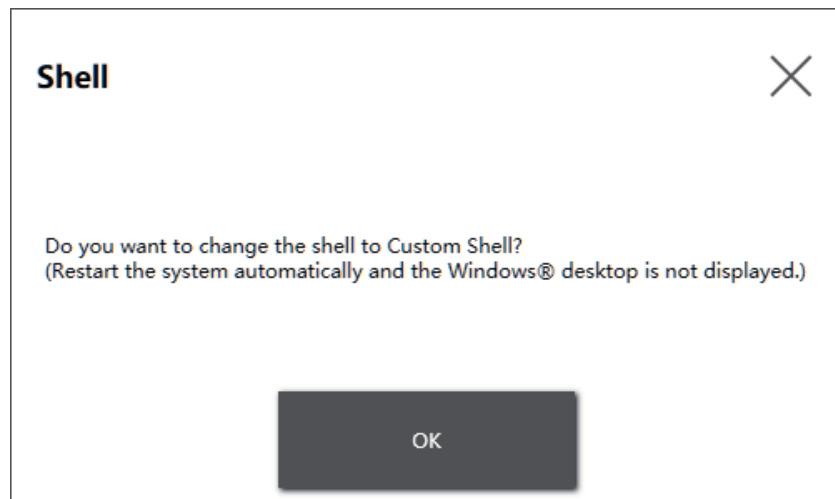 Shell
Do you want to change the shell to Custom Shell?
(Restart the system automatically and the Windows® desktop is not displayed.)
OK